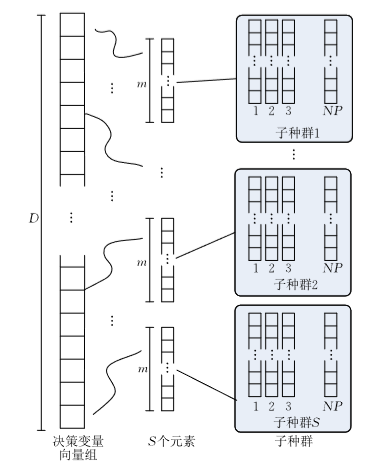 D
m
1 2 3 NP
子种群1
m
1 2 3 NP
子种群2
m
1 2 3 NP
子种群S
决策变量
向量组
S个元素
子种群